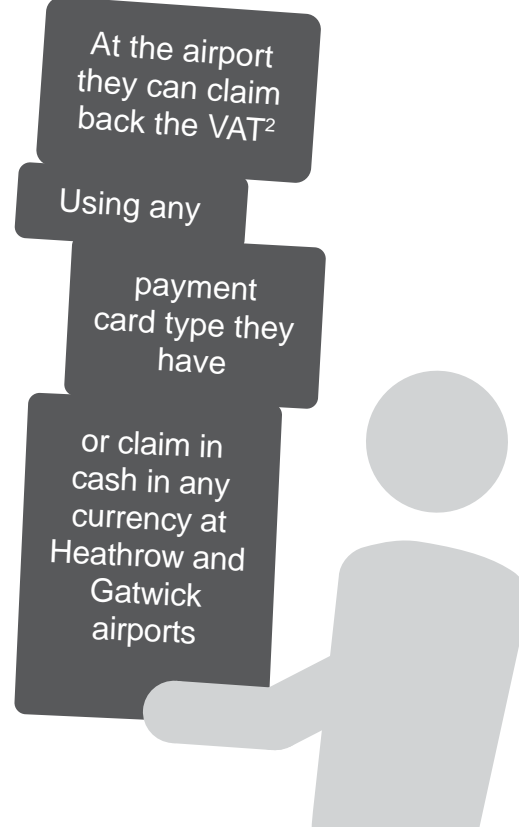 At the airport
they can claim
back the VAT²
Using any
payment
card type they
have
or claim in
cash in any
currency at
Heathrow and
Gatwick
airports